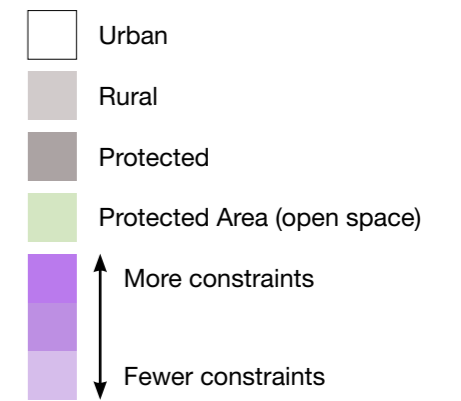 Urban
Rural
Protected
Protected Area (open space)
More constraints
Fewer constraints